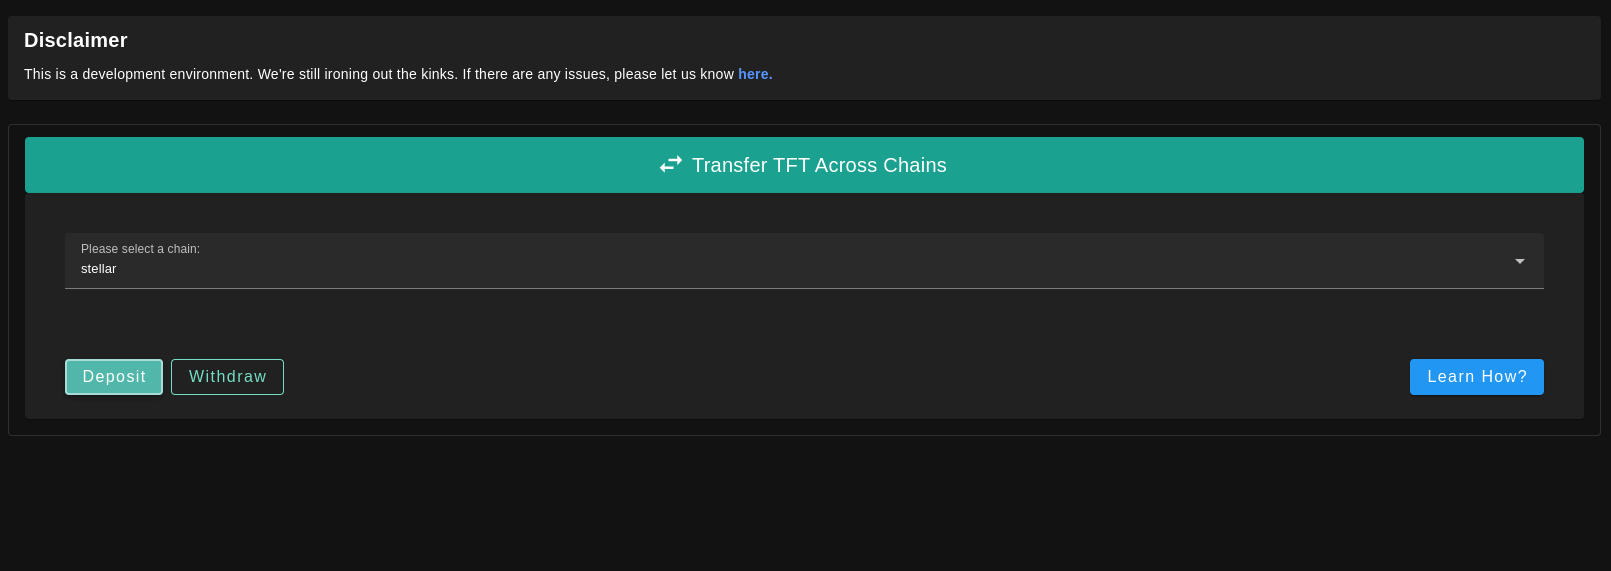 Disclaimer
This is a development environment. We're still ironing out the kinks. If there are any issues, please let us know here.
Transfer TFT Across Chains
Please select a chain:
stellar
Deposit
Withdraw
Learn How?